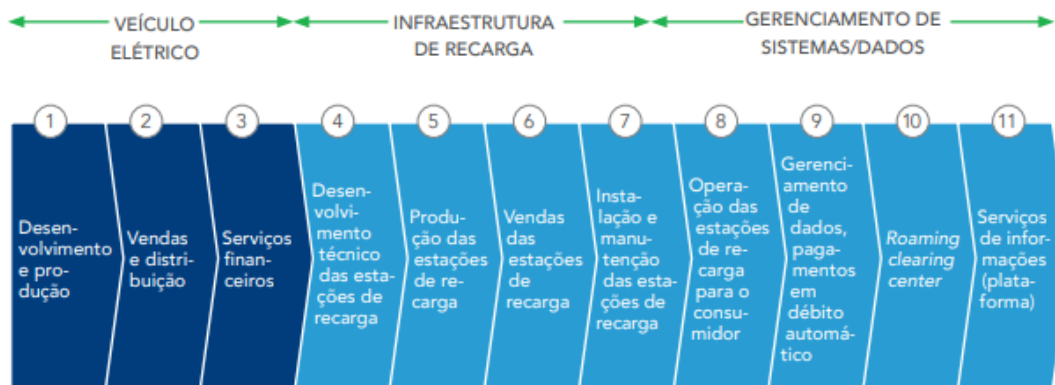 VEÍCULO
ELÉTRICO
INFRAESTRUTURA
DE RECARGA
GERENCIAMENTO DE
SISTEMAS/DADOS
1
Desen-
volvimento
e pro-
dução
2
Vendas
e distri-
buição
3
Serviços
finan-
ceiros
4
Desen-
volvi-
mento
técnico
das esta-
ções de
recarga
5
Produ-
ção das
estações
de re-
carga
6
Vendas
das
estações
de
recarga
7
Insta-
lação e
manu-
tenção
das esta-
ções de
recarga
8
Opera-
ção das
estações
de re-
carga
para o
consu-
midor
9
Gerenci-
amento
de
dados,
paga-
mentos
em
débito
automá-
tico
10
Roaming
clearing
center
11
Serviços
de infor-
mações
(plata-
forma)